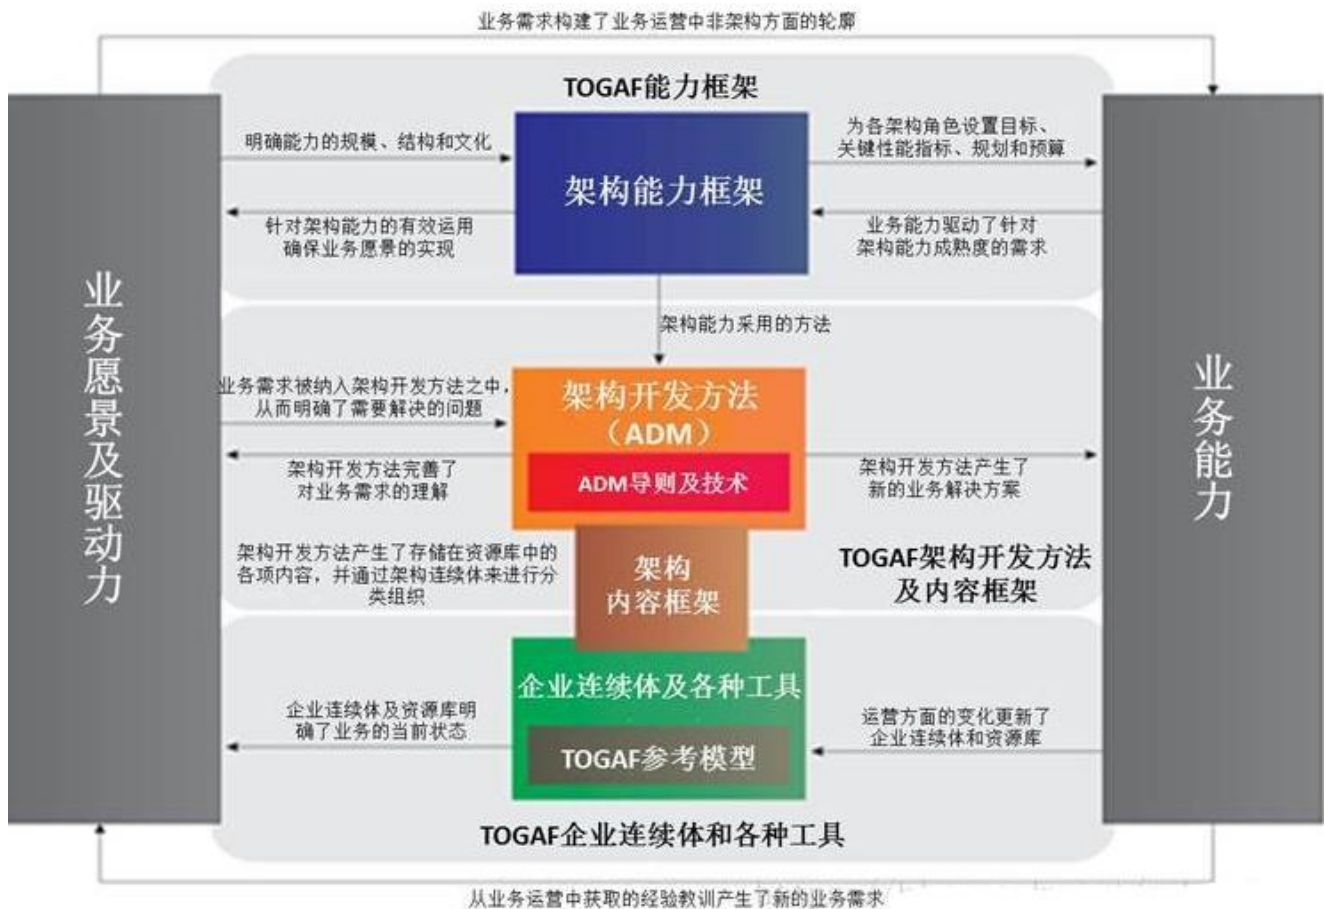 业务需求构建了业务运营中非架构方面的轮廓
TOGAF能力框架
明确能力的规模、结构和文化
架构能力框架
为各架构角色设置目标、
关键性能指标、规划和预算
针对架构能力的有效运用
确保业务愿景的实现
业务能力驱动了针对
架构能力成熟度的需求
业务愿景及驱动力
业务能力
架构能力采用的方法
业务需求被纳入架构开发方法之中，
从而明确了需要解决的问题
架构开发方法
（ADM）
ADM导则及技术
架构开发方法完善了
对业务需求的理解
架构开发方法产生了
新的业务解决方案
架构开发方法产生了存储在资源库中的
各项内容，并通过架构连续体来进行分
类组织
架构
内容框架
TOGAF架构开发方法
及内容框架
企业连续体及各种工具
TOGAF参考模型
企业连续体及资源库明
确了业务的当前状态
运营方面的变化更新了
企业连续体和资源库
TOGAF企业连续体和各种工具
从业务运营中获取的经验教训产生了新的业务需求